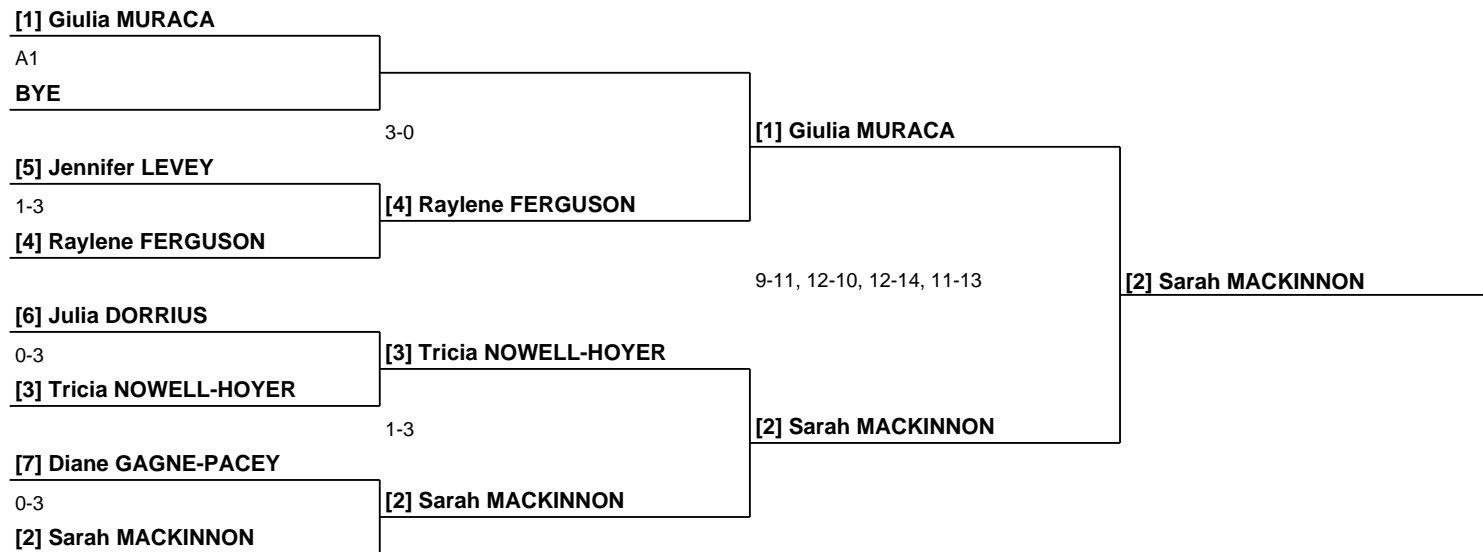 [1] Giulia MURACA
A1
BYE
3-0
[1] Giulia MURACA
[5] Jennifer LEVEY
1-3
[4] Raylene FERGUSON
[4] Raylene FERGUSON
9-11, 12-10, 12-14, 11-13
[2] Sarah MACKINNON
[6] Julia DORRIUS
0-3
[3] Tricia NOWELL-HOYER
[3] Tricia NOWELL-HOYER
1-3
[2] Sarah MACKINNON
[7] Diane GAGNE-PACEY
0-3
[2] Sarah MACKINNON
[2] Sarah MACKINNON